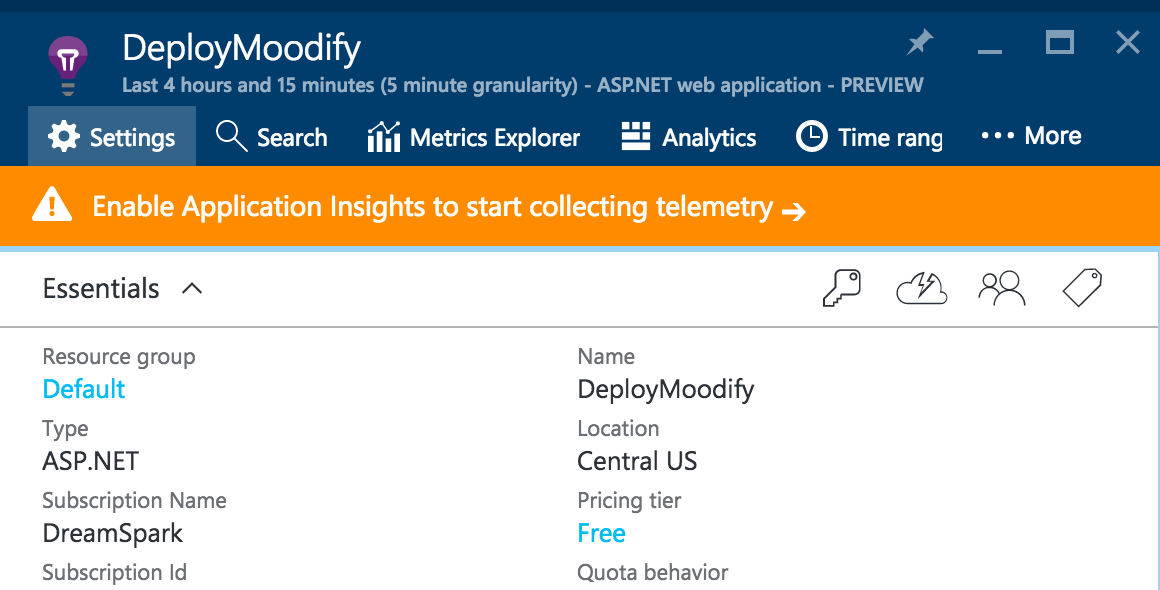 DeployMoodify
Last 4 hours and 15 minutes (5 minute granularity) - ASP.NET web application - PREVIEW
Settings Search Metrics Explorer Analytics Time rang More
Enable Application Insights to start collecting telemetry →
Essentials
Resource group Name
Default DeployMoodify
Type Location
ASP.NET Central US
Subscription Name Pricing tier
DreamSpark Free
Subscription Id Quota behavior